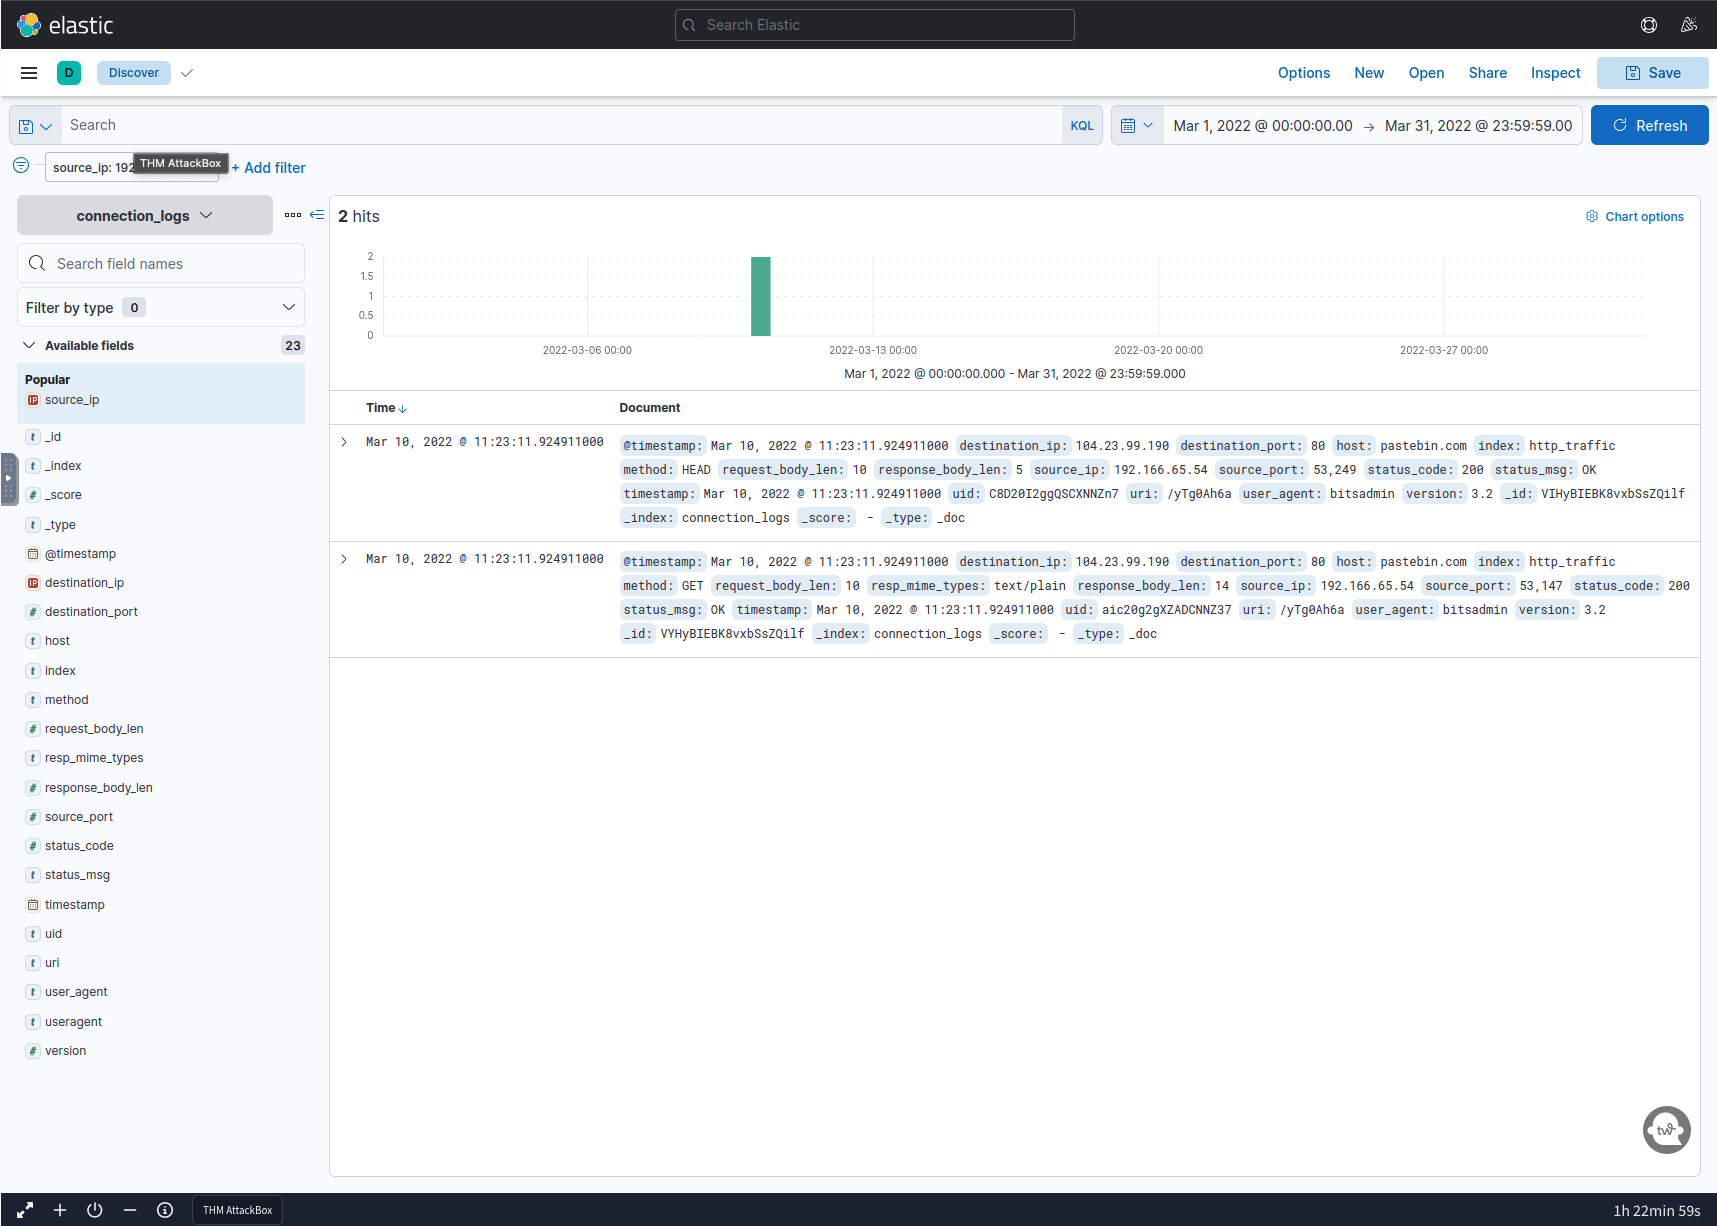 elastic
Search Elastic
D
Discover
Options New Open Share Inspect Save
Search
KQL
Mar 1, 2022 @ 00:00:00.00 → Mar 31, 2022 @ 23:59:59.00
Refresh
source_ip: 192
THM AttackBox
+ Add filter
connection_logs
Search field names
Filter by type 0
Available fields 23
Popular
source_ip
_id
_index
_score
_type
@timestamp
destination_ip
destination_port
host
index
method
request_body_len
resp_mime_types
response_body_len
source_port
status_code
status_msg
timestamp
uid
uri
user_agent
useragent
version
2 hits
Chart options
2
1.5
1
0.5
0
2022-03-06 00:00 2022-03-13 00:00 2022-03-20 00:00 2022-03-27 00:00
Mar 1, 2022 @ 00:00:00.000 - Mar 31, 2022 @ 23:59:59.000
Time Document
Mar 10, 2022 @ 11:23:11.924911000
@timestamp: Mar 10, 2022 @ 11:23:11.924911000 destination_ip: 104.23.99.190 destination_port: 80 host: pastebin.com index: http_traffic
method: HEAD request_body_len: 10 response_body_len: 5 source_ip: 192.166.65.54 source_port: 53,249 status_code: 200 status_msg: OK
timestamp: Mar 10, 2022 @ 11:23:11.924911000 uid: C8D20I2ggQSCXNNZn7 uri: /yTg0Ah6a user_agent: bitsadmin version: 3.2 _id: VIHyBIEBK8vxbSsZQilf
_index: connection_logs _score: - _type: _doc
Mar 10, 2022 @ 11:23:11.924911000
@timestamp: Mar 10, 2022 @ 11:23:11.924911000 destination_ip: 104.23.99.190 destination_port: 80 host: pastebin.com index: http_traffic
method: GET request_body_len: 10 resp_mime_types: text/plain response_body_len: 14 source_ip: 192.166.65.54 source_port: 53,147 status_code: 200
status_msg: OK timestamp: Mar 10, 2022 @ 11:23:11.924911000 uid: aic20g2gXZADCNNZ37 uri: /yTg0Ah6a user_agent: bitsadmin version: 3.2
_id: VYHyBIEBK8vxbSsZQilf _index: connection_logs _score: - _type: _doc
THM AttackBox
1h 22min 59s